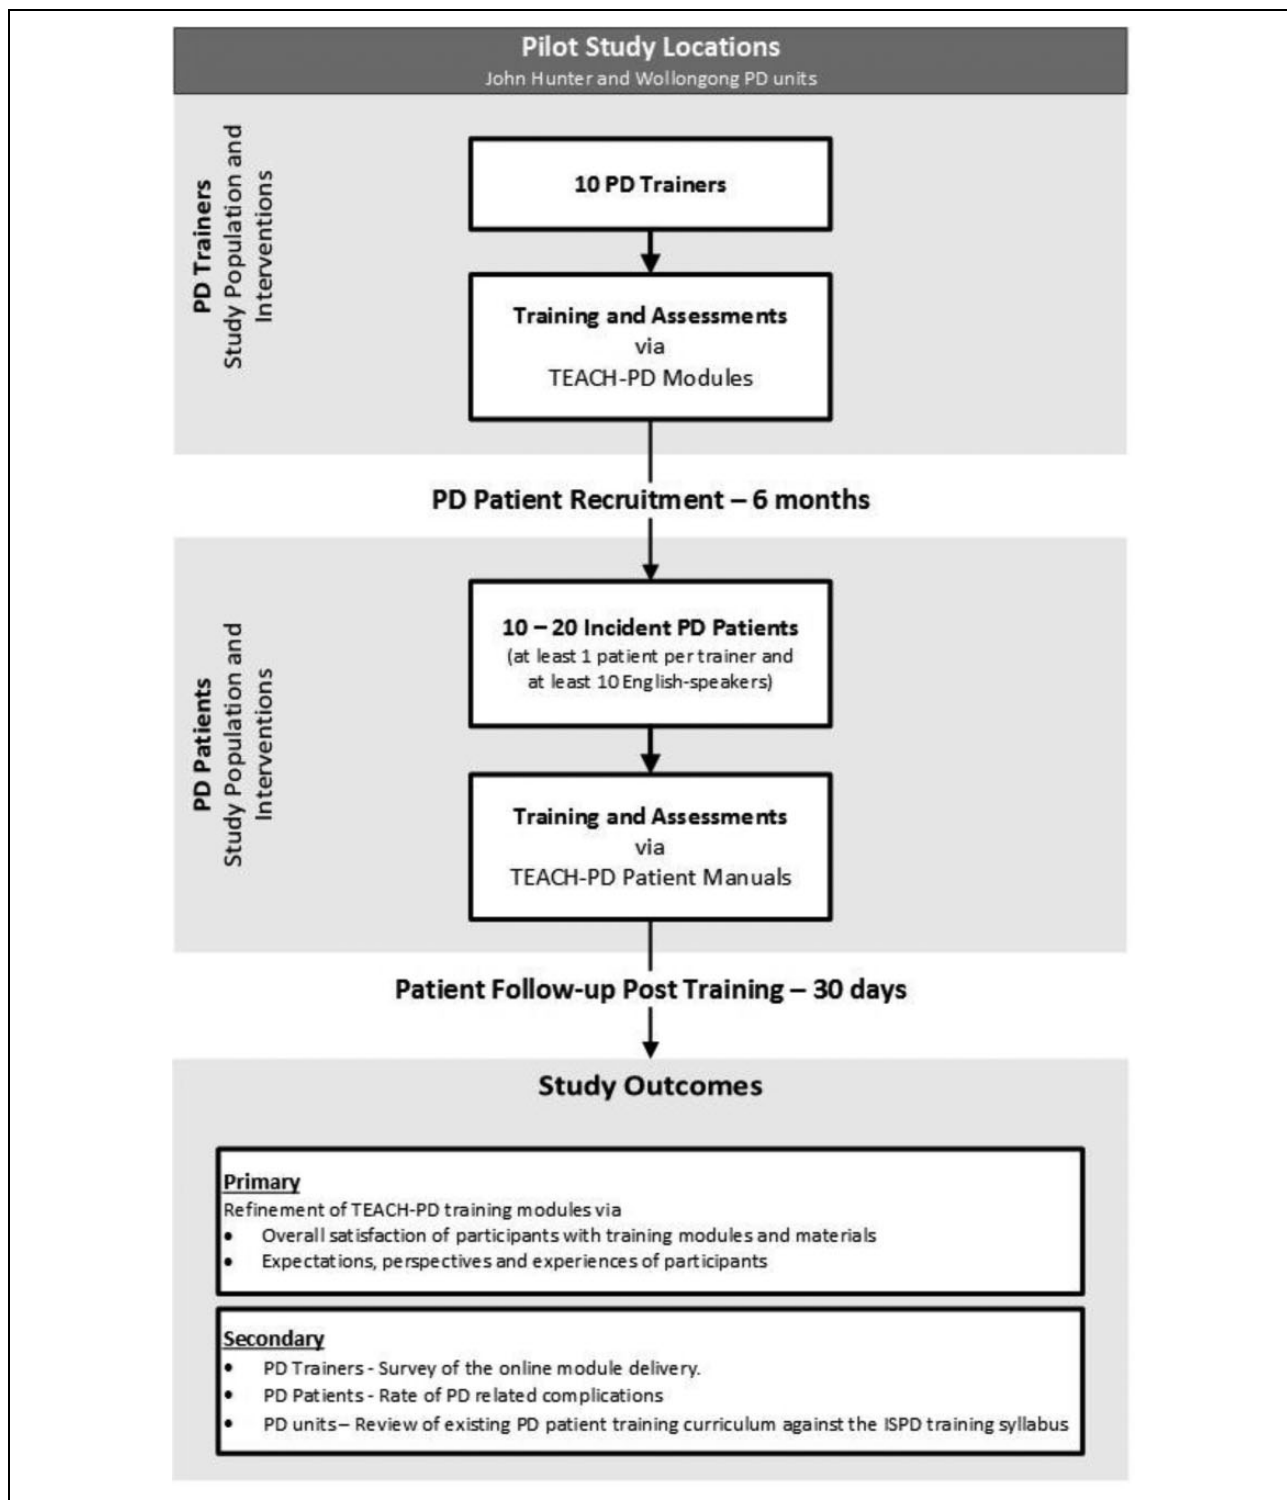 Pilot Study Locations
John Hunter and Wollongong PD units
PD Trainers
Study Population and
Interventions
10 PD Trainers
Training and Assessments
via
TEACH-PD Modules
PD Patient Recruitment – 6 months
PD Patients
Study Population and
Interventions
10 – 20 Incident PD Patients
(at least 1 patient per trainer and
at least 10 English-speakers)
Training and Assessments
via
TEACH-PD Patient Manuals
Patient Follow-up Post Training – 30 days
Study Outcomes
Primary
Refinement of TEACH-PD training modules via
• Overall satisfaction of participants with training modules and materials
• Expectations, perspectives and experiences of participants
Secondary
• PD Trainers - Survey of the online module delivery.
• PD Patients - Rate of PD related complications
• PD units – Review of existing PD patient training curriculum against the ISPD training syllabus